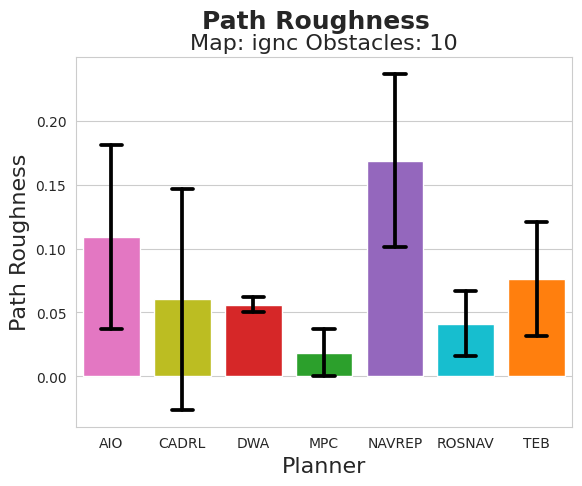 Path Roughness
Map: ignc Obstacles: 10
Path Roughness
0.20
0.15
0.10
0.05
0.00
AIO CADRL DWA MPC NAVREP ROSNAV TEB
Planner